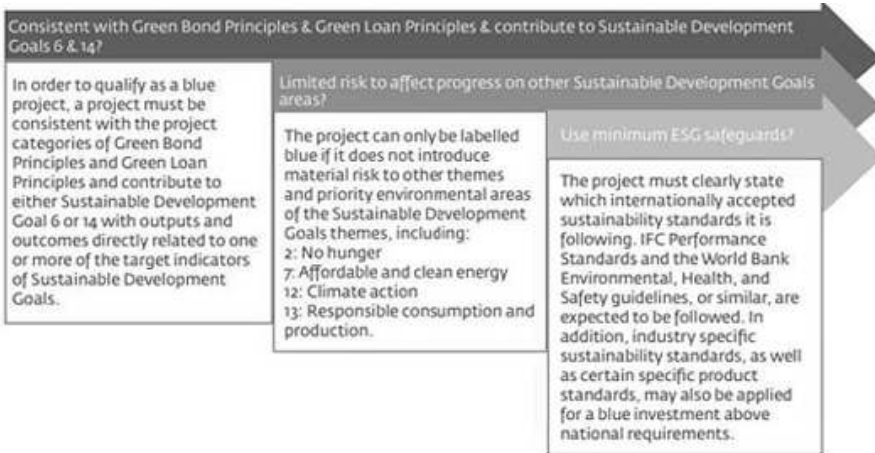 Consistent with Green Bond Principles & Green Loan Principles & contribute to Sustainable Development
Goals 6 & 14?
In order to qualify as a blue
project, a project must be
consistent with the project
categories of Green Bond
Principles and Green Loan
Principles and contribute to
either Sustainable Development
Goal 6 or 14 with outputs and
outcomes directly related to one
or more of the target indicators
of Sustainable Development
Goals.
Limited risk to affect progress on other Sustainable Development Goals
areas?
The project can only be labelled
blue if it does not introduce
material risk to other themes
and priority environmental areas
of the Sustainable Development
Goals themes, including:
2: No hunger
7: Affordable and clean energy
12: Climate action
13: Responsible consumption and
production.
Use minimum ESG safeguards?
The project must clearly state
which internationally accepted
sustainability standards it is
following. IFC Performance
Standards and the World Bank
Environmental, Health, and
Safety guidelines, or similar, are
expected to be followed. In
addition, industry specific
sustainability standards, as well
as certain specific product
standards, may also be applied
for a blue investment above
national requirements.